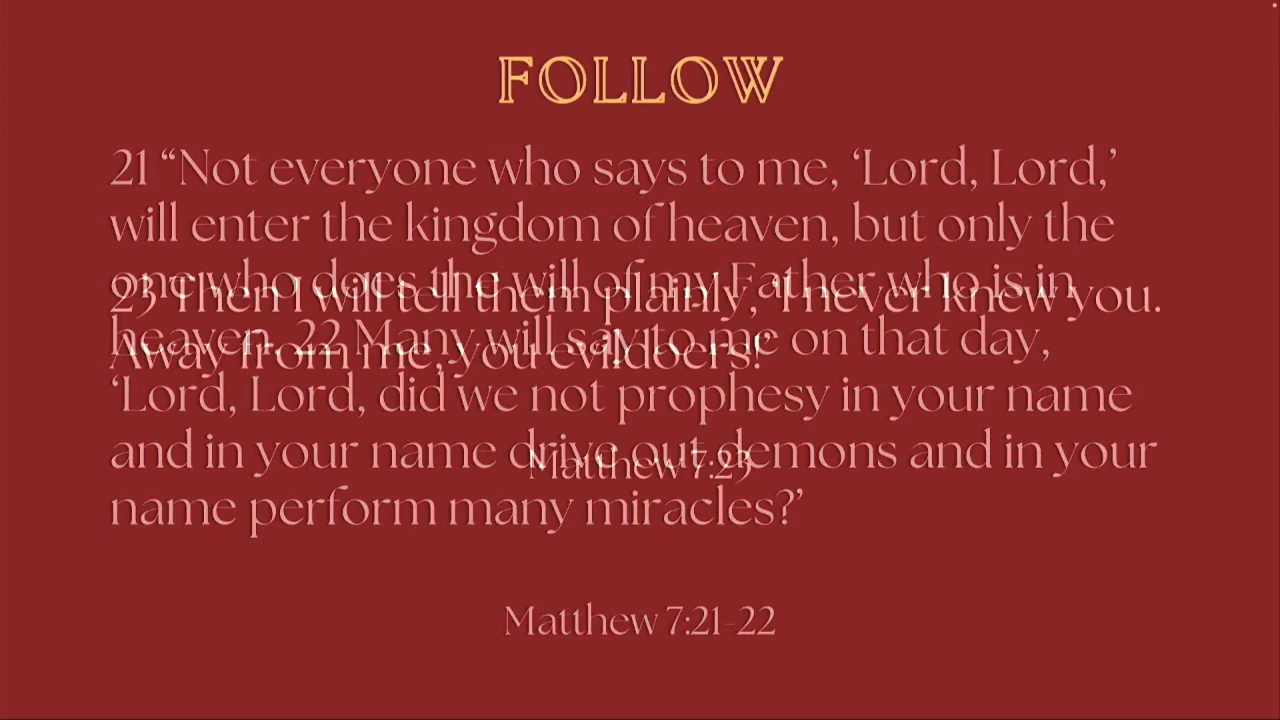 FOLLOW
21 “Not everyone who says to me, ‘Lord, Lord,’
will enter the kingdom of heaven, but only the
one who does the will of my Father who is in
23 Then I will tell them plainly, ‘I never knew you.
heaven. 22 Many will say to me on that day,
Away from me, you evildoers!’
‘Lord, Lord, did we not prophesy in your name
and in your name drive out demons and in your
Matthew 7:23
name perform many miracles?’
Matthew 7:21-22